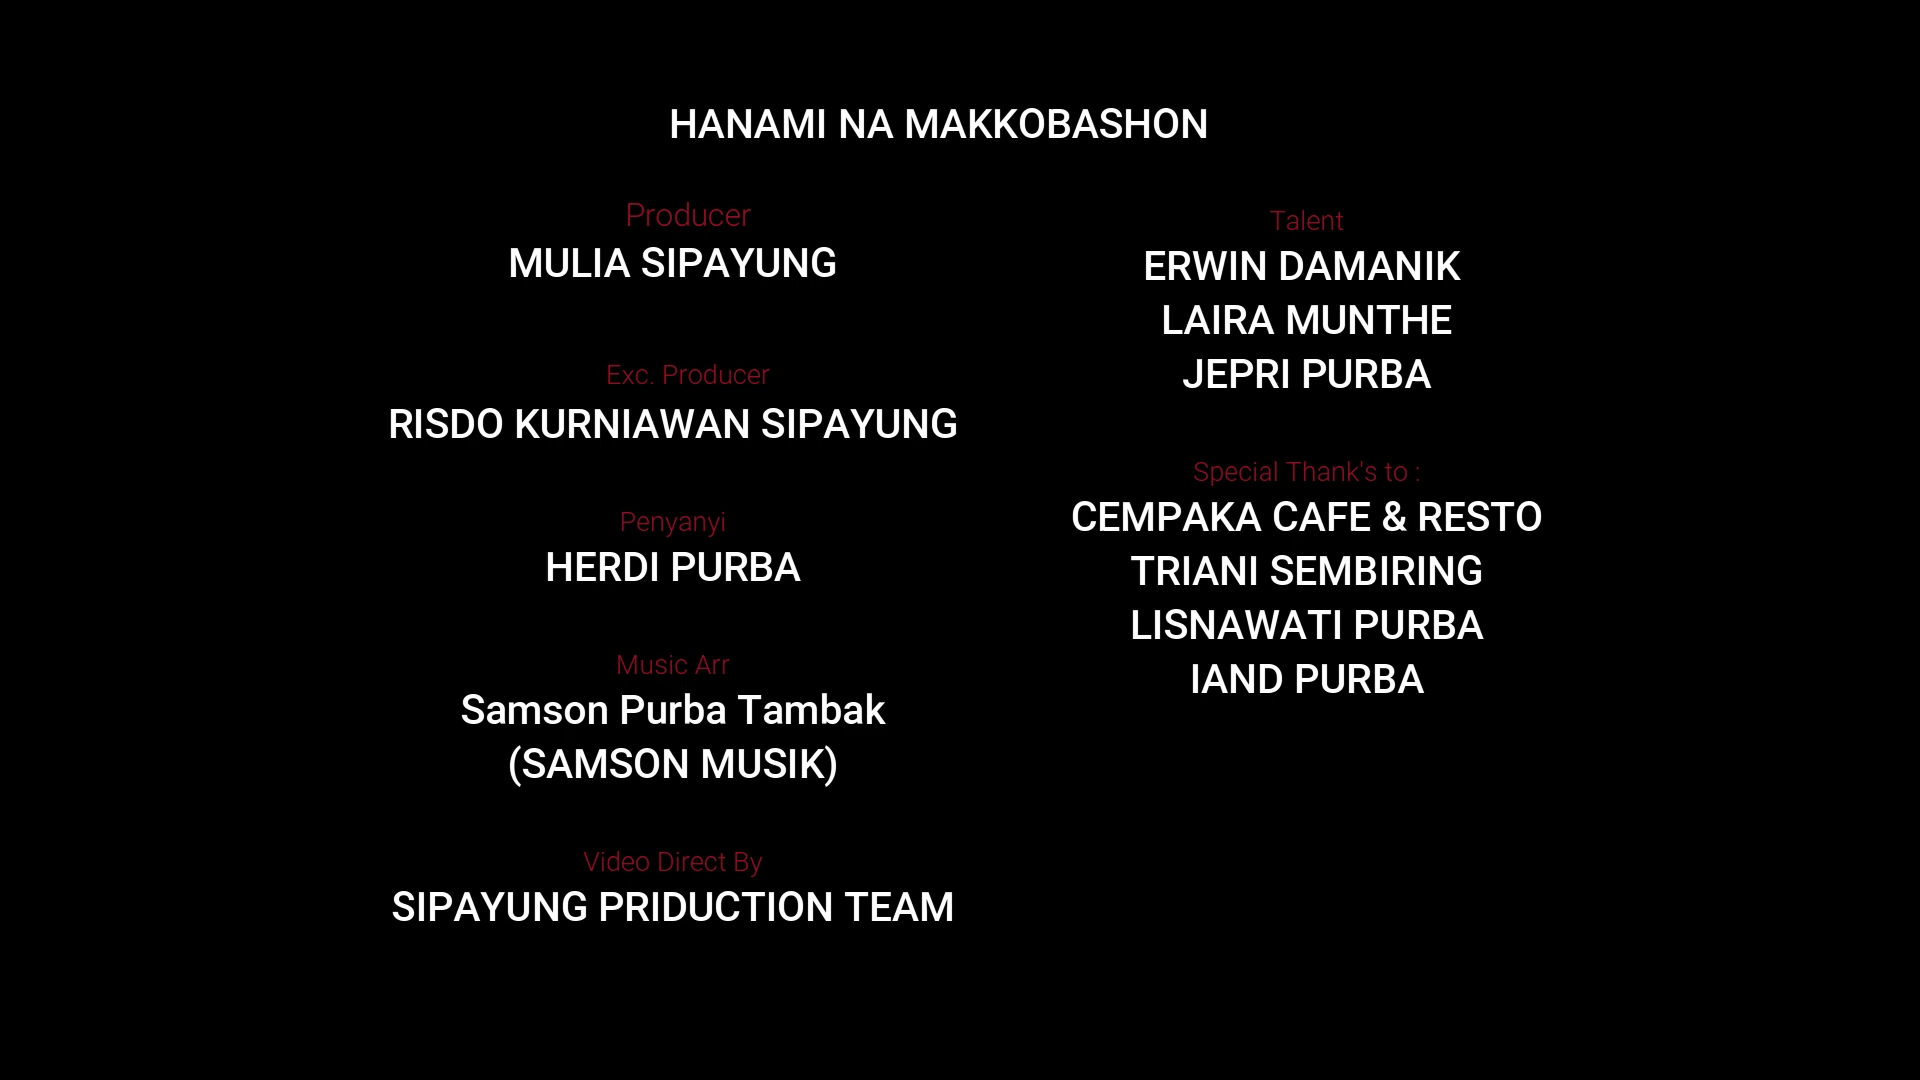 HANAMI NA MAKKOBASHON
Producer
MULIA SIPAYUNG
Exc. Producer
RISDO KURNIAWAN SIPAYUNG
Penyanyi
HERDI PURBA
Music Arr
Samson Purba Tambak
(SAMSON MUSIK)
Video Direct By
SIPAYUNG PRIDUCTION TEAM
Talent
ERWIN DAMANIK
LAIRA MUNTHE
JEPRI PURBA
Special Thank's to :
CEMPAKA CAFE & RESTO
TRIANI SEMBIRING
LISNAWATI PURBA
IAND PURBA